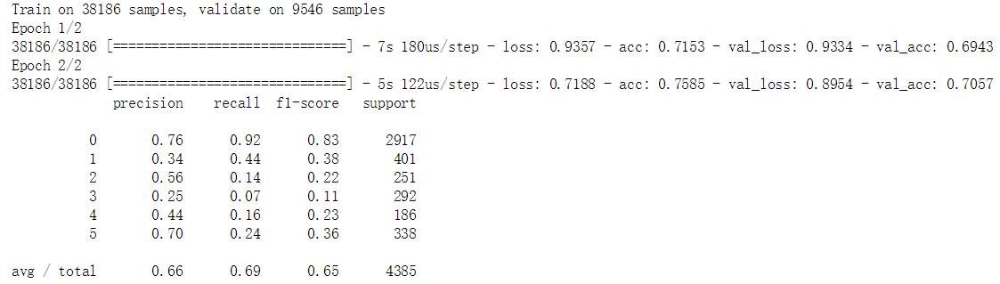 Train on 38186 samples, validate on 9546 samples
Epoch 1/2
38186/38186 [==============================] - 7s 180us/step - loss: 0.9357 - acc: 0.7153 - val_loss: 0.9334 - val_acc: 0.6943
Epoch 2/2
38186/38186 [==============================] - 5s 122us/step - loss: 0.7188 - acc: 0.7585 - val_loss: 0.8954 - val_acc: 0.7057
precision recall f1-score support
0 0.76 0.92 0.83 2917
1 0.34 0.44 0.38 401
2 0.56 0.14 0.22 251
3 0.25 0.07 0.11 292
4 0.44 0.16 0.23 186
5 0.70 0.24 0.36 338
avg / total 0.66 0.69 0.65 4385